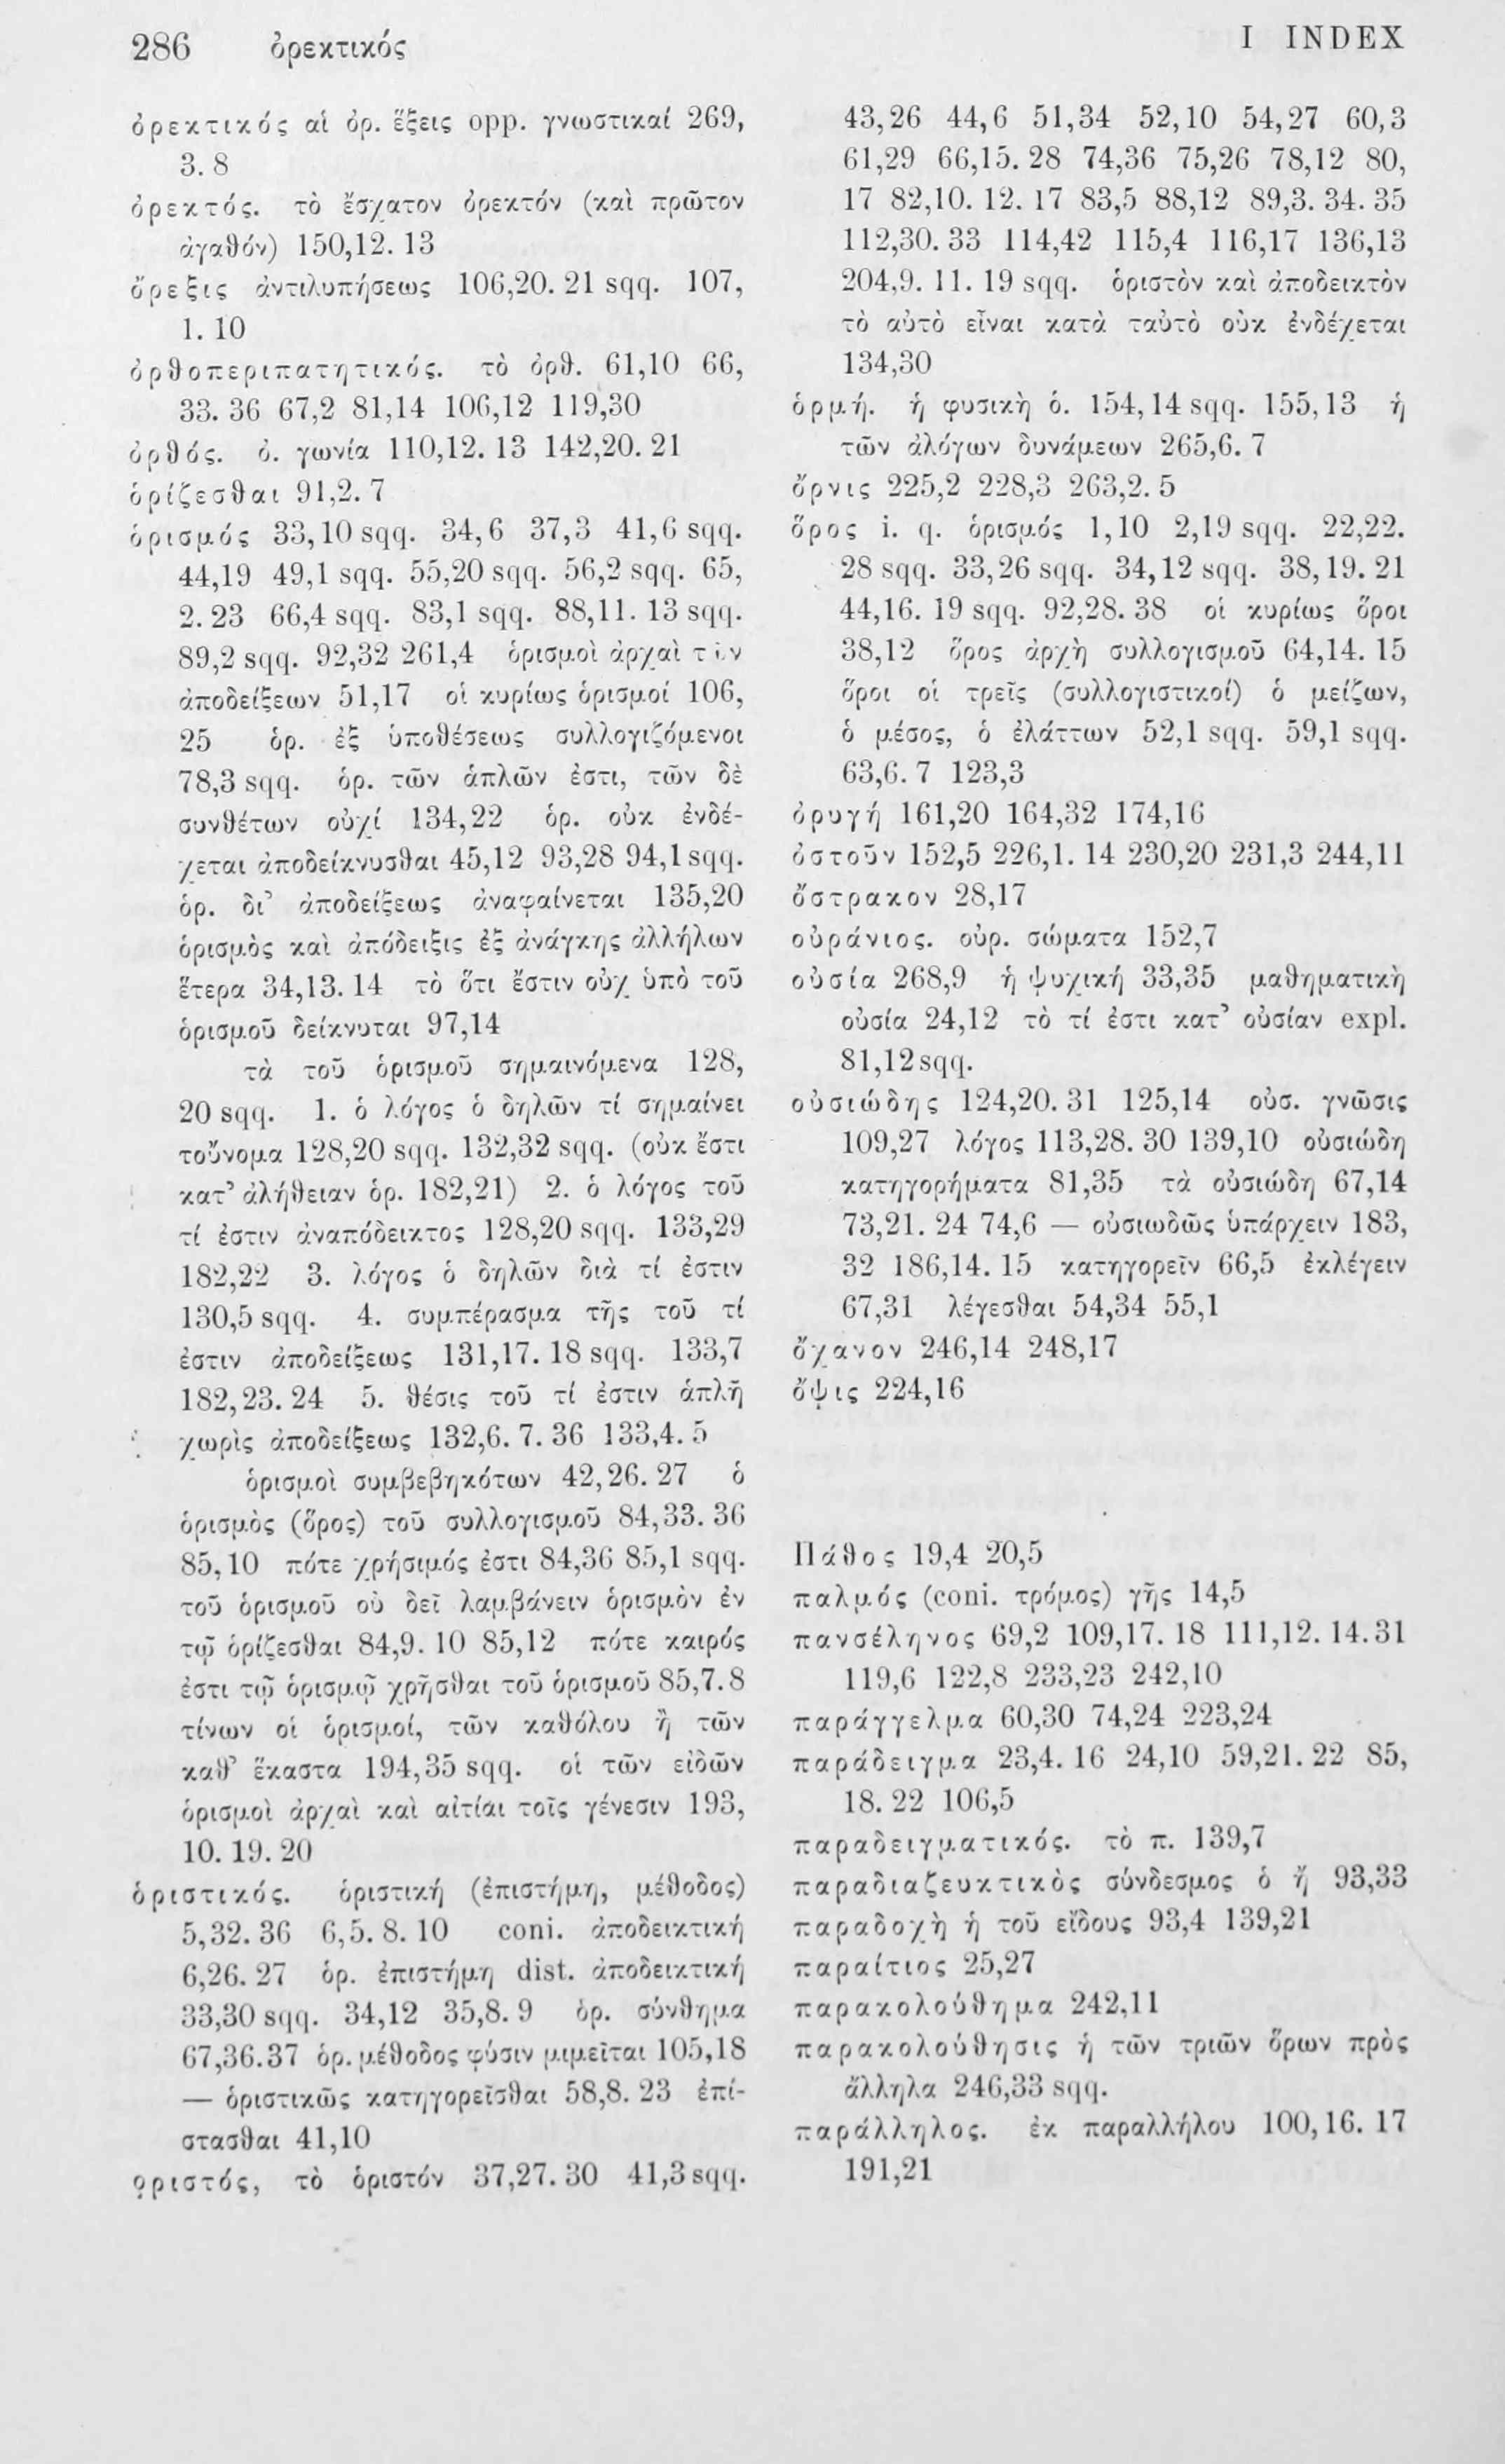 286 ὀρεκτικός
I INDEX
ὀρεκτικός αἱ ὀρ. ἕξεις opp. γνωστικαί 269,
3. 8
ὀρεκτός. τὸ ἔσχατον ὀρεκτόν (καὶ πρῶτον
ἀγαθόν) 150,12. 13
ὄρεξις ἀντιλυπήσεως 106,20. 21 sqq. 107,
1. 10
ὀρθοπεριπατητικός. τὸ ὀρθ. 61,10 66,
33. 36 67,2 81,14 106,12 119,30
ὀρθός. ὀ. γωνία 110,12. 13 142,20. 21
ὁρίζεσθαι 91,2. 7
ὁρισμός 33,10 sqq. 34,6 37,3 41,6 sqq.
44,19 49,1 sqq. 55,20 sqq. 56,2 sqq. 65,
2. 23 66,4 sqq. 83,1 sqq. 88,11. 13 sqq.
89,2 sqq. 92,32 261,4 ὁρισμοὶ ἀρχαὶ τῶν
ἀποδείξεων 51,17 οἱ κυρίως ὁρισμοί 106,
25 ὁρ. ἐξ ὑποθέσεως συλλογιζόμενοι
78,3 sqq. ὁρ. τῶν ἁπλῶν ἐστι, τῶν δὲ
συνθέτων οὐχί 134,22 ὁρ. οὐκ ἐνδέ-
χεται ἀποδείκνυσθαι 45,12 93,28 94,1 sqq.
ὁρ. δι’ ἀποδείξεως ἀναφαίνεται 135,20
ὁρισμὸς καὶ ἀπόδειξις ἐξ ἀνάγκης ἀλλήλων
ἕτερα 34,13. 14 τὸ ὅτι ἔστιν οὐχ ὑπὸ τοῦ
ὁρισμοῦ δείκνυται 97,14
τὰ τοῦ ὁρισμοῦ σημαινόμενα 128,
20 sqq. 1. ὁ λόγος ὁ δηλῶν τί σημαίνει
τοὔνομα 128,20 sqq. 132,32 sqq. (οὐκ ἔστι
κατ’ ἀλήθειαν ὁρ. 182,21) 2. ὁ λόγος τοῦ
τί ἐστιν ἀναπόδεικτος 128,20 sqq. 133,29
182,22 3. λόγος ὁ δηλῶν διὰ τί ἐστιν
130,5 sqq. 4. συμπέρασμα τῆς τοῦ τί
ἐστιν ἀποδείξεως 131,17. 18 sqq. 133,7
182,23. 24 5. θέσις τοῦ τί ἐστιν ἁπλῆ
χωρὶς ἀποδείξεως 132,6. 7. 36 133,4. 5
ὁρισμοὶ συμβεβηκότων 42,26. 27 ὁ
ὁρισμὸς (ὅρος) τοῦ συλλογισμοῦ 84,33. 36
85,10 πότε χρήσιμός ἐστι 84,36 85,1 sqq.
τοῦ ὁρισμοῦ οὐ δεῖ λαμβάνειν ὁρισμὸν ἐν
τῷ ὁρίζεσθαι 84,9. 10 85,12 πότε καιρός
ἐστι τῷ ὁρισμῷ χρῆσθαι τοῦ ὁρισμοῦ 85,7. 8
τίνων οἱ ὁρισμοί, τῶν καθόλου ἢ τῶν
καθ’ ἕκαστα 194,35 sqq. οἱ τῶν εἰδῶν
ὁρισμοὶ ἀρχαὶ καὶ αἰτίαι τοῖς γένεσιν 193,
10. 19. 20
ὁριστικός. ὁριστική (ἐπιστήμη, μέθοδος)
5,32. 36 6,5. 8. 10 coni. ἀποδεικτική
6,26. 27 ὁρ. ἐπιστήμη dist. ἀποδεικτική
33,30 sqq. 34,12 35,8. 9 ὁρ. σύνθημα
67,36. 37 ὁρ. μέθοδος φύσιν μιμεῖται 105,18
— ὁριστικῶς κατηγορεῖσθαι 58,8. 23 ἐπί-
στασθαι 41,10
ὁριστός, τὸ ὁριστόν 37,27. 30 41,3 sqq.
43,26 44,6 51,34 52,10 54,27 60,3
61,29 66,15. 28 74,36 75,26 78,12 80,
17 82,10. 12. 17 83,5 88,12 89,3. 34. 35
112,30. 33 114,42 115,4 116,17 136,13
204,9. 11. 19 sqq. ὁριστὸν καὶ ἀποδεικτὸν
τὸ αὐτὸ εἶναι κατὰ ταὐτὸ οὐκ ἐνδέχεται
134,30
ὁρμή. ἡ φυσικὴ ὁ. 154,14 sqq. 155,13 ἡ
τῶν ἀλόγων δυνάμεων 265,6. 7
ὄρνις 225,2 228,3 263,2. 5
ὅρος i. q. ὁρισμός 1,10 2,19 sqq. 22,22.
28 sqq. 33,26 sqq. 34,12 sqq. 38,19. 21
44,16. 19 sqq. 92,28. 38 οἱ κυρίως ὅροι
38,12 ὅρος ἀρχὴ συλλογισμοῦ 64,14. 15
ὅροι οἱ τρεῖς (συλλογιστικοί) ὁ μείζων,
ὁ μέσος, ὁ ἐλάττων 52,1 sqq. 59,1 sqq.
63,6. 7 123,3
ὀρυγή 161,20 164,32 174,16
ὀστοῦν 152,5 226,1. 14 230,20 231,3 244,11
ὄστρακον 28,17
οὐράνιος. οὐρ. σώματα 152,7
οὐσία 268,9 ἡ ψυχική 33,35 μαθηματικὴ
οὐσία 24,12 τὸ τί ἐστι κατ’ οὐσίαν expl.
81,12 sqq.
οὐσιώδης 124,20. 31 125,14 οὐσ. γνῶσις
109,27 λόγος 113,28. 30 139,10 οὐσιώδη
κατηγορήματα 81,35 τὰ οὐσιώδη 67,14
73,21. 24 74,6 — οὐσιωδῶς ὑπάρχειν 183,
32 186,14. 15 κατηγορεῖν 66,5 ἐκλέγειν
67,31 λέγεσθαι 54,34 55,1
ὄχανον 246,14 248,17
ὄψις 224,16
Πάθος 19,4 20,5
παλμός (coni. τρόμος) γῆς 14,5
πανσέληνος 69,2 109,17. 18 111,12. 14. 31
119,6 122,8 233,23 242,10
παράγγελμα 60,30 74,24 223,24
παράδειγμα 23,4. 16 24,10 59,21. 22 85,
18. 22 106,5
παραδειγματικός. τὸ π. 139,7
παραδιαζευκτικὸς σύνδεσμος ὁ ἤ 93,33
παραδοχὴ ἡ τοῦ εἴδους 93,4 139,21
παραίτιος 25,27
παρακολούθημα 242,11
παρακολούθησις ἡ τῶν τριῶν ὅρων πρὸς
ἄλληλα 246,33 sqq.
παράλληλος. ἐκ παραλλήλου 100,16. 17
191,21